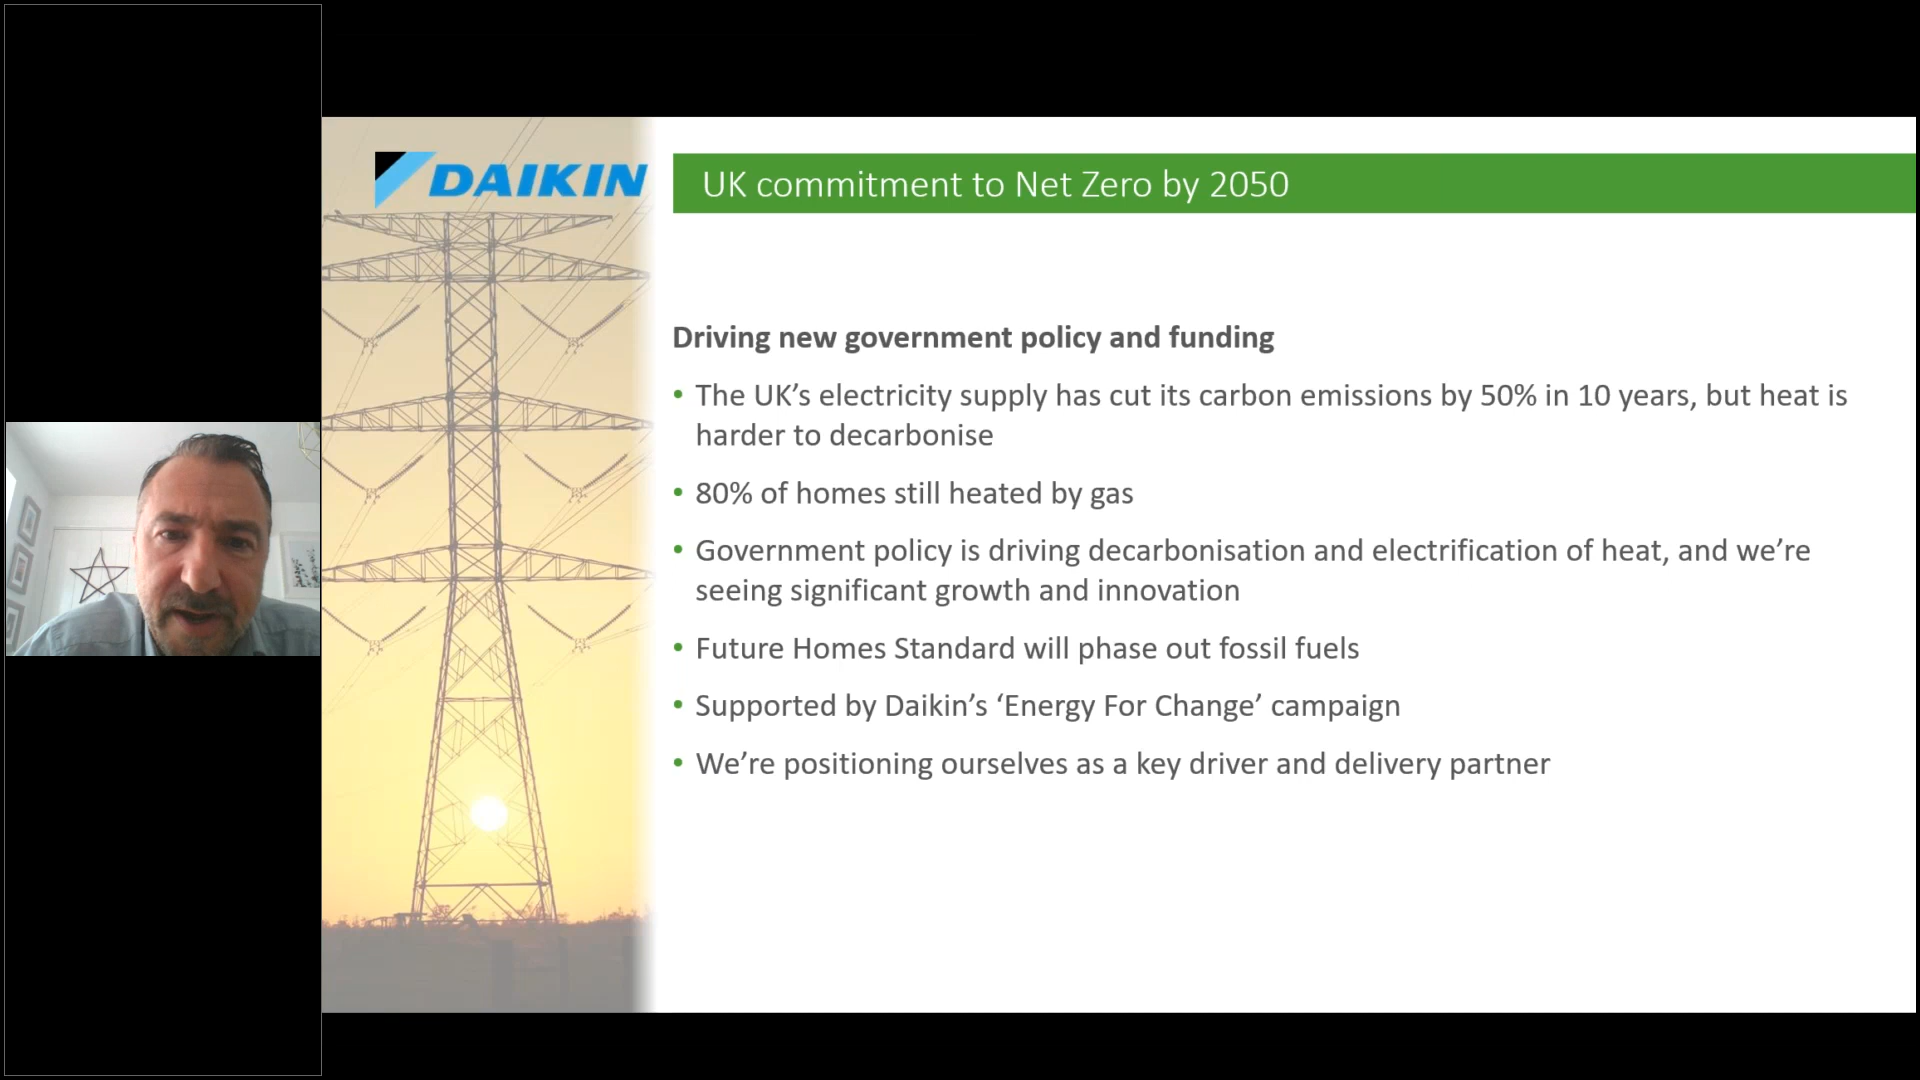 DAIKIN
UK commitment to Net Zero by 2050
Driving new government policy and funding
• The UK’s electricity supply has cut its carbon emissions by 50% in 10 years, but heat is
harder to decarbonise
• 80% of homes still heated by gas
• Government policy is driving decarbonisation and electrification of heat, and we’re
seeing significant growth and innovation
• Future Homes Standard will phase out fossil fuels
• Supported by Daikin’s ‘Energy For Change’ campaign
• We’re positioning ourselves as a key driver and delivery partner